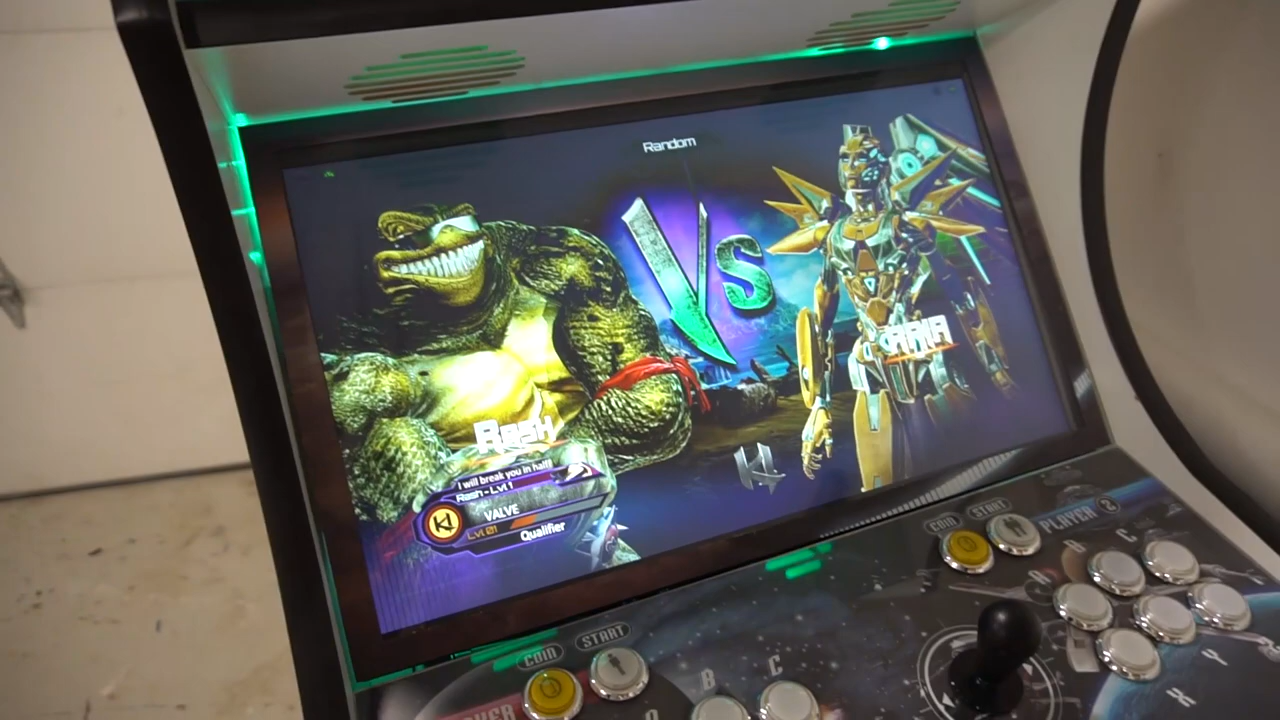 Random
VS
ARIA
RASH
I will break you in half
Rash - Lvl 1
VALVE
Lvl 01
Qualifier
KI
COIN
START
PLAYER 2
B
C
A
Y
X
COIN
START
B
C